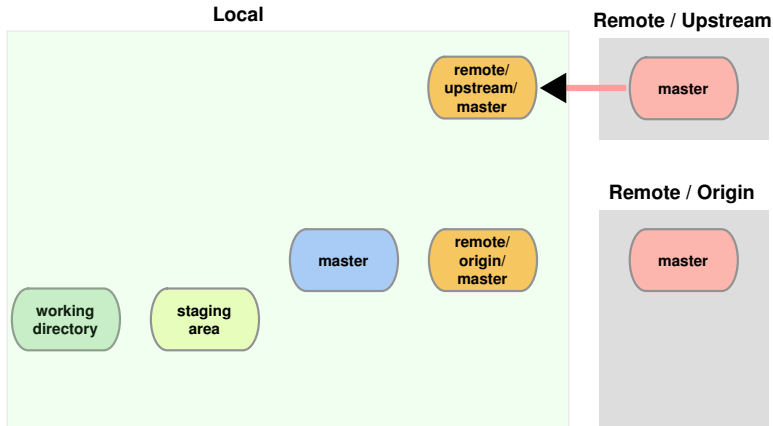 Local
Remote / Upstream
remote/
upstream/
master
master
Remote / Origin
master
remote/
origin/
master
master
working
directory
staging
area